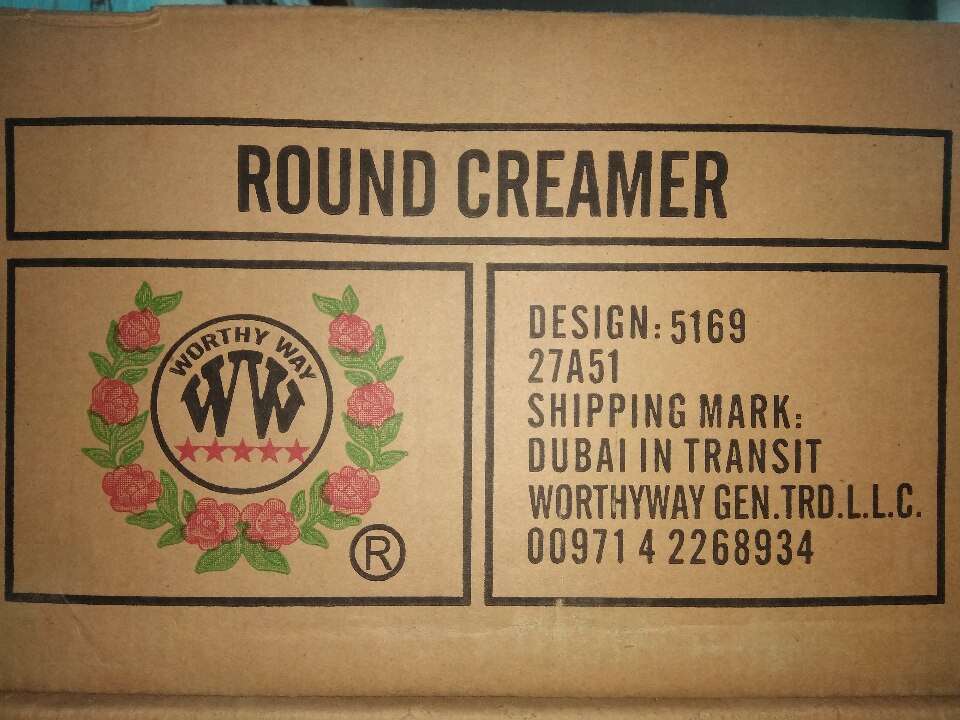 ROUND CREAMER
WORTHY WAY
WW
®
DESIGN: 5169
27A51
SHIPPING MARK:
DUBAI IN TRANSIT
WORTHYWAY GEN.TRD.L.L.C.
00971 4 2268934